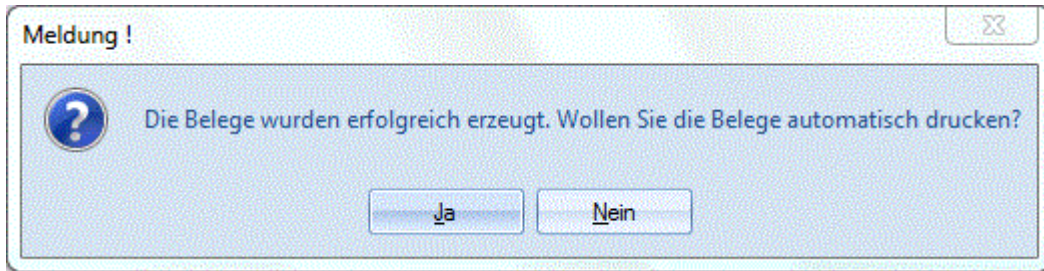 Meldung !
Die Belege wurden erfolgreich erzeugt. Wollen Sie die Belege automatisch drucken?
Ja
Nein